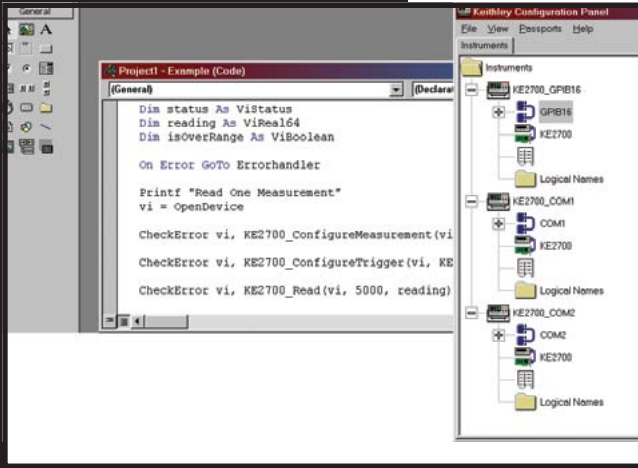 General
A
Project1 - Example (Code)
(General)
(Declarat
Dim status As ViStatus
Dim reading As ViReal64
Dim isOverRange As ViBoolean
On Error GoTo Errorhandler
Printf "Read One Measurement"
vi = OpenDevice
CheckError vi, KE2700_ConfigureMeasurement(vi
CheckError vi, KE2700_ConfigureTrigger(vi, KE
CheckError vi, KE2700_Read(vi, 5000, reading)
Keithley Configuration Panel
File View Passports Help
Instruments
Instruments
KE2700_GPIB16
GPIB16
KE2700
Logical Names
KE2700_COM1
COM1
KE2700
Logical Names
KE2700_COM2
COM2
KE2700
Logical Names